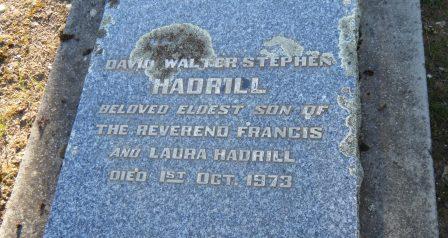 DAVID WALTER STEPHEN
HADRILL
BELOVED ELDEST SON OF
THE REVEREND FRANCIS
AND LAURA HADRILL
DIED 1ST OCT. 1973